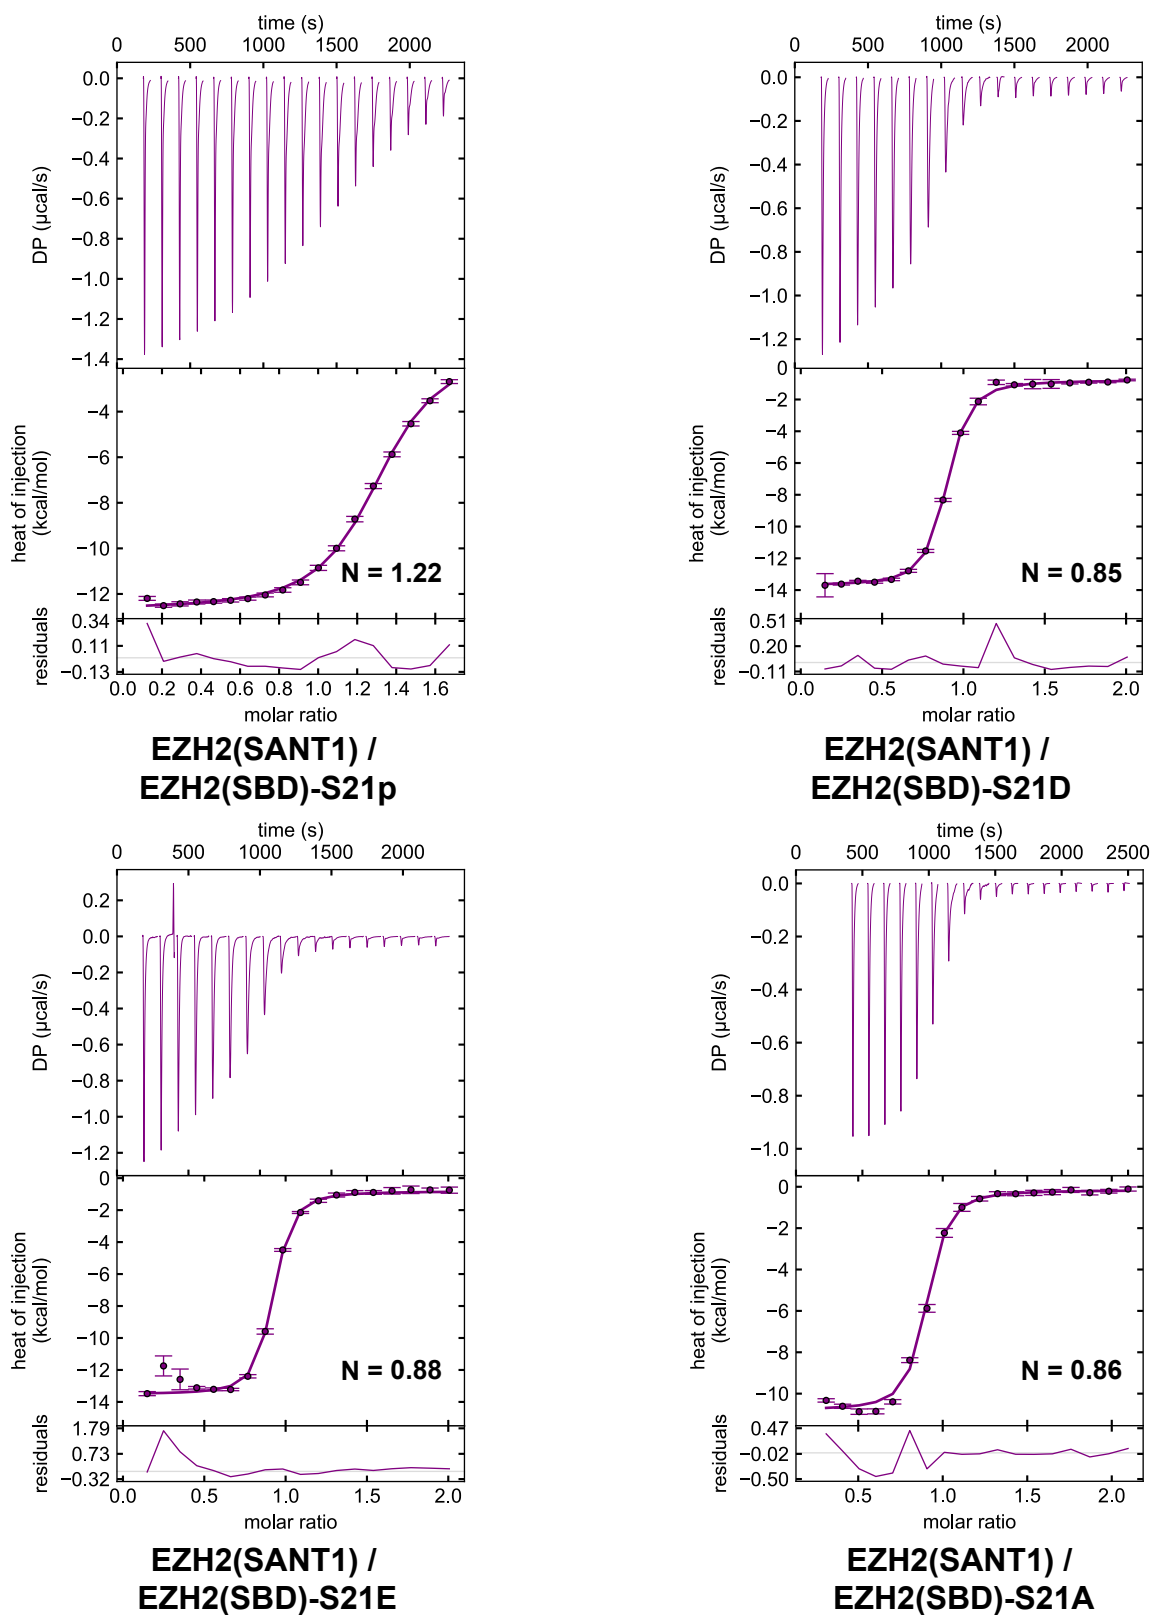 time (s)
0 500 1000 1500 2000
0.0
−0.2
−0.4
−0.6
−0.8
−1.0
−1.2
−1.4
DP (µcal/s)
−4
−6
−8
−10
−12
heat of injection
(kcal/mol)
N = 1.22
0.34
0.11
−0.13
residuals
0.0 0.2 0.4 0.6 0.8 1.0 1.2 1.4 1.6
molar ratio
EZH2(SANT1) /
EZH2(SBD)-S21p
time (s)
0 500 1000 1500 2000
0.0
−0.2
−0.4
−0.6
−0.8
−1.0
−1.2
DP (µcal/s)
0
−2
−4
−6
−8
−10
−12
−14
heat of injection
(kcal/mol)
N = 0.85
0.51
0.20
−0.11
residuals
0.0 0.5 1.0 1.5 2.0
molar ratio
EZH2(SANT1) /
EZH2(SBD)-S21D
time (s)
0 500 1000 1500 2000
0.2
0.0
−0.2
−0.4
−0.6
−0.8
−1.0
−1.2
DP (µcal/s)
0
−2
−4
−6
−8
−10
−12
−14
heat of injection
(kcal/mol)
N = 0.88
1.79
0.73
−0.32
residuals
0.0 0.5 1.0 1.5 2.0
molar ratio
EZH2(SANT1) /
EZH2(SBD)-S21E
time (s)
0 500 1000 1500 2000 2500
0.0
−0.2
−0.4
−0.6
−0.8
−1.0
DP (µcal/s)
0
−2
−4
−6
−8
−10
heat of injection
(kcal/mol)
N = 0.86
0.47
−0.02
−0.50
residuals
0.5 1.0 1.5 2.0
molar ratio
EZH2(SANT1) /
EZH2(SBD)-S21A